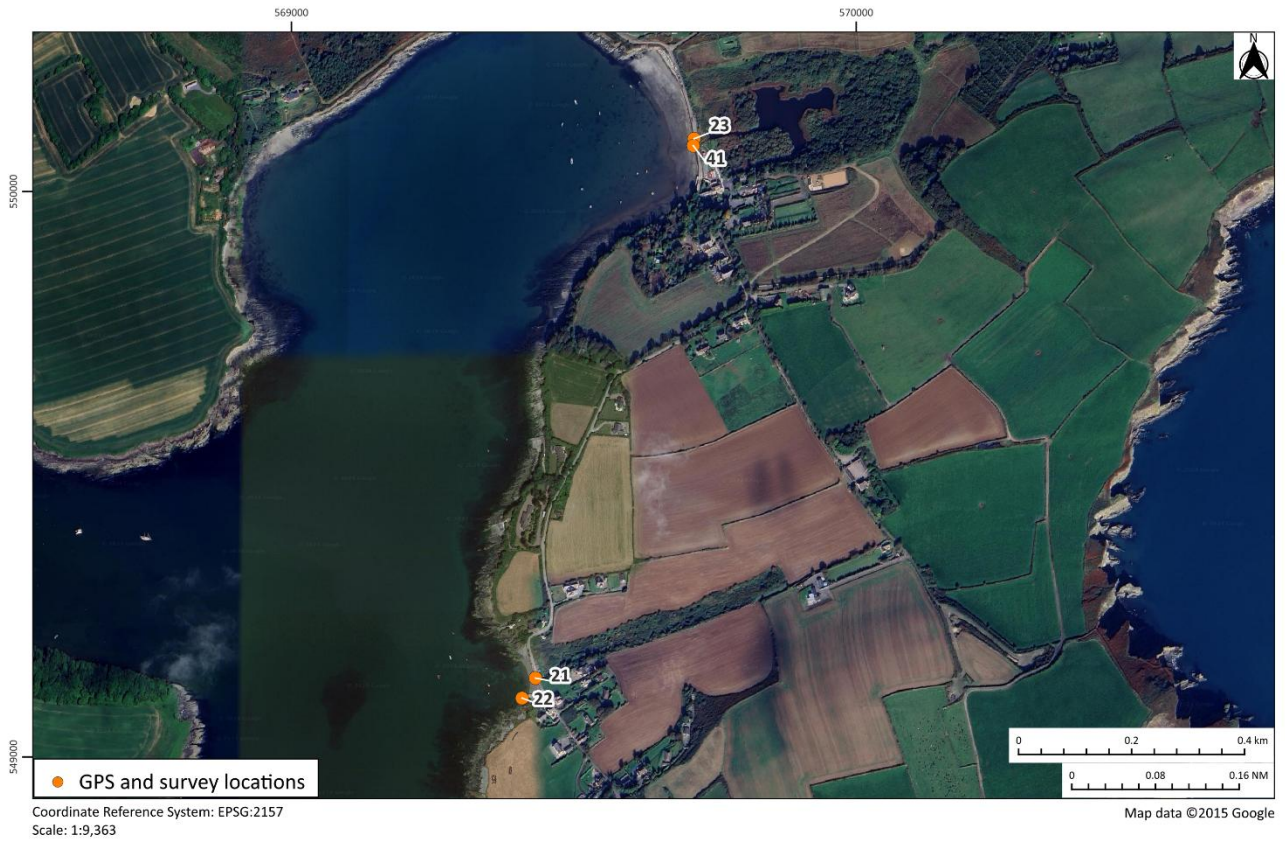 569000
570000
N
550000
23
41
21
22
549000
0 0.2 0.4 km
0 0.08 0.16 NM
GPS and survey locations
Coordinate Reference System: EPSG:2157
Scale: 1:9,363
Map data ©2015 Google